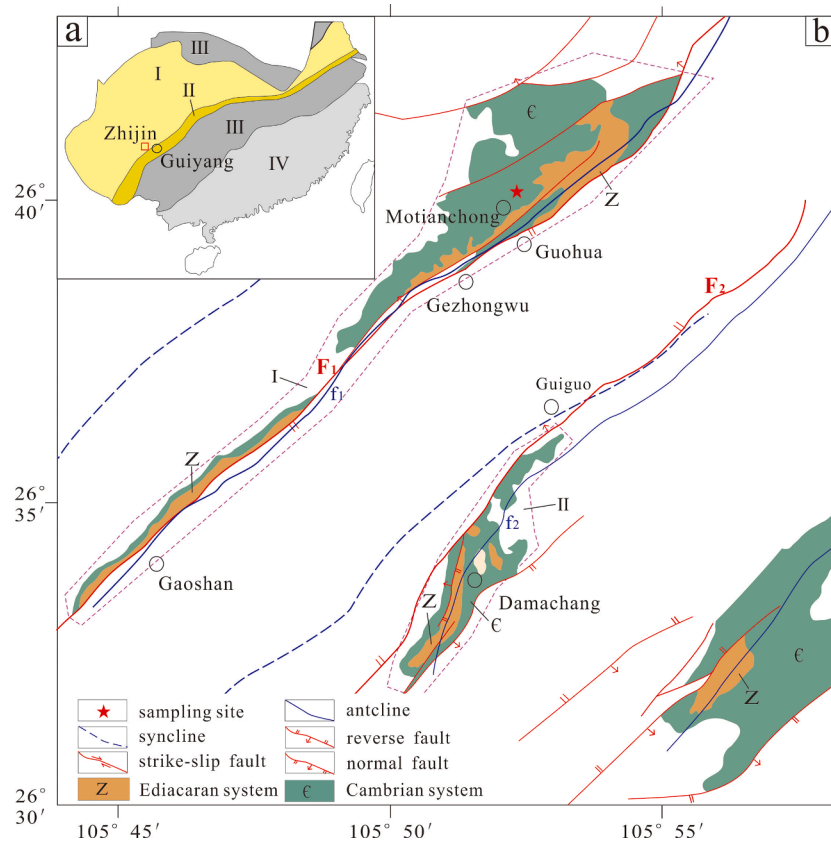 a
b
III
I
II
Zhijin
III
Guiyang
IV
Є
26°
40′
Motianchong
Z
Guohua
Gezhongwu
F₂
F₁
I
f₁
Guiguo
Z
26°
35′
II
f₂
Gaoshan
Damachang
Z
Є
Є
Z
sampling site
antcline
syncline
reverse fault
strike-slip fault
normal fault
Z Ediacaran system
Є Cambrian system
26°
30′
105° 45′
105° 50′
105° 55′